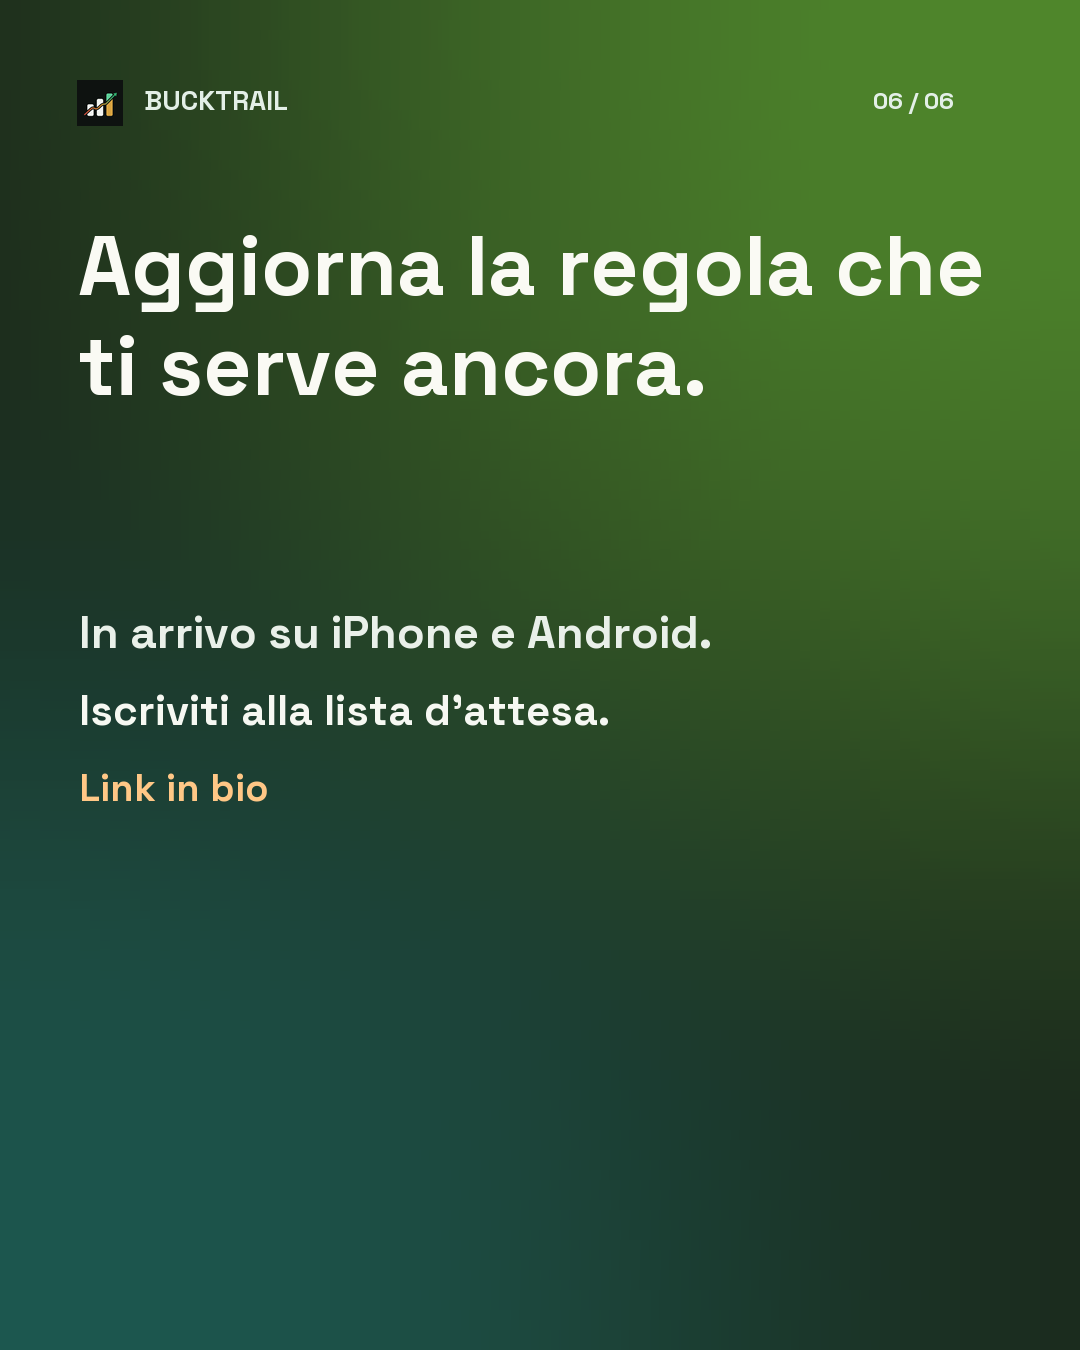 BUCKTRAIL
06 / 06
Aggiorna la regola che
ti serve ancora.
In arrivo su iPhone e Android.
Iscriviti alla lista d’attesa.
Link in bio